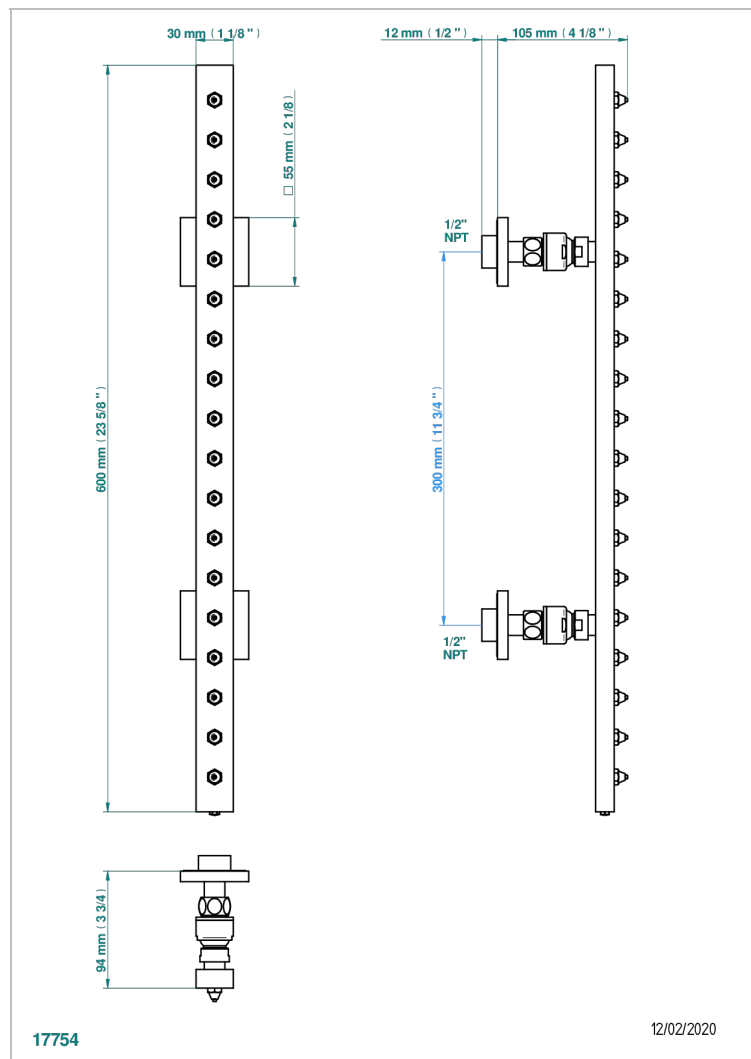 30 mm ( 1 1/8 " )
12 mm ( 1/2 " )
105 mm ( 4 1/8 " )
□ 55 mm ( 2 1/8)
1/2"
NPT
600 mm ( 23 5/8 " )
300 mm ( 11 3/4 " )
1/2"
NPT
94 mm ( 3 3/4 )
17754
12/02/2020